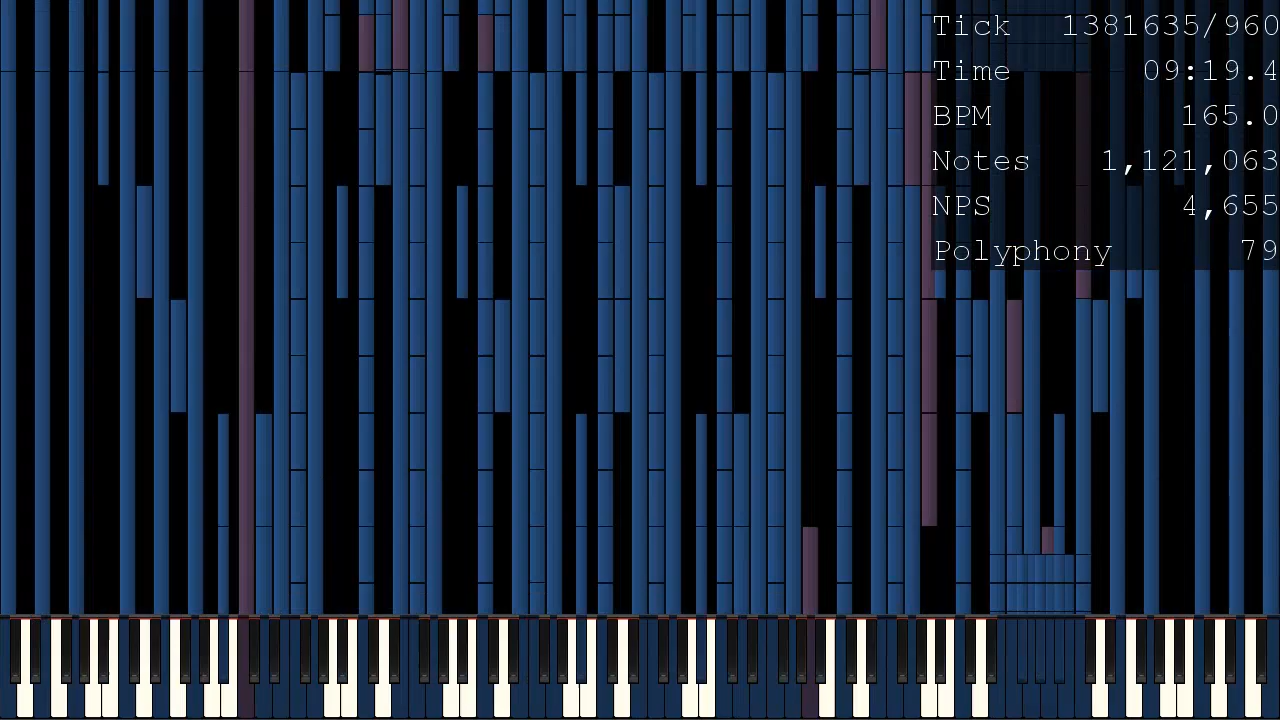 Tick 1381635/960
Time 09:19.4
BPM 165.0
Notes 1,121,063
NPS 4,655
Polyphony 79